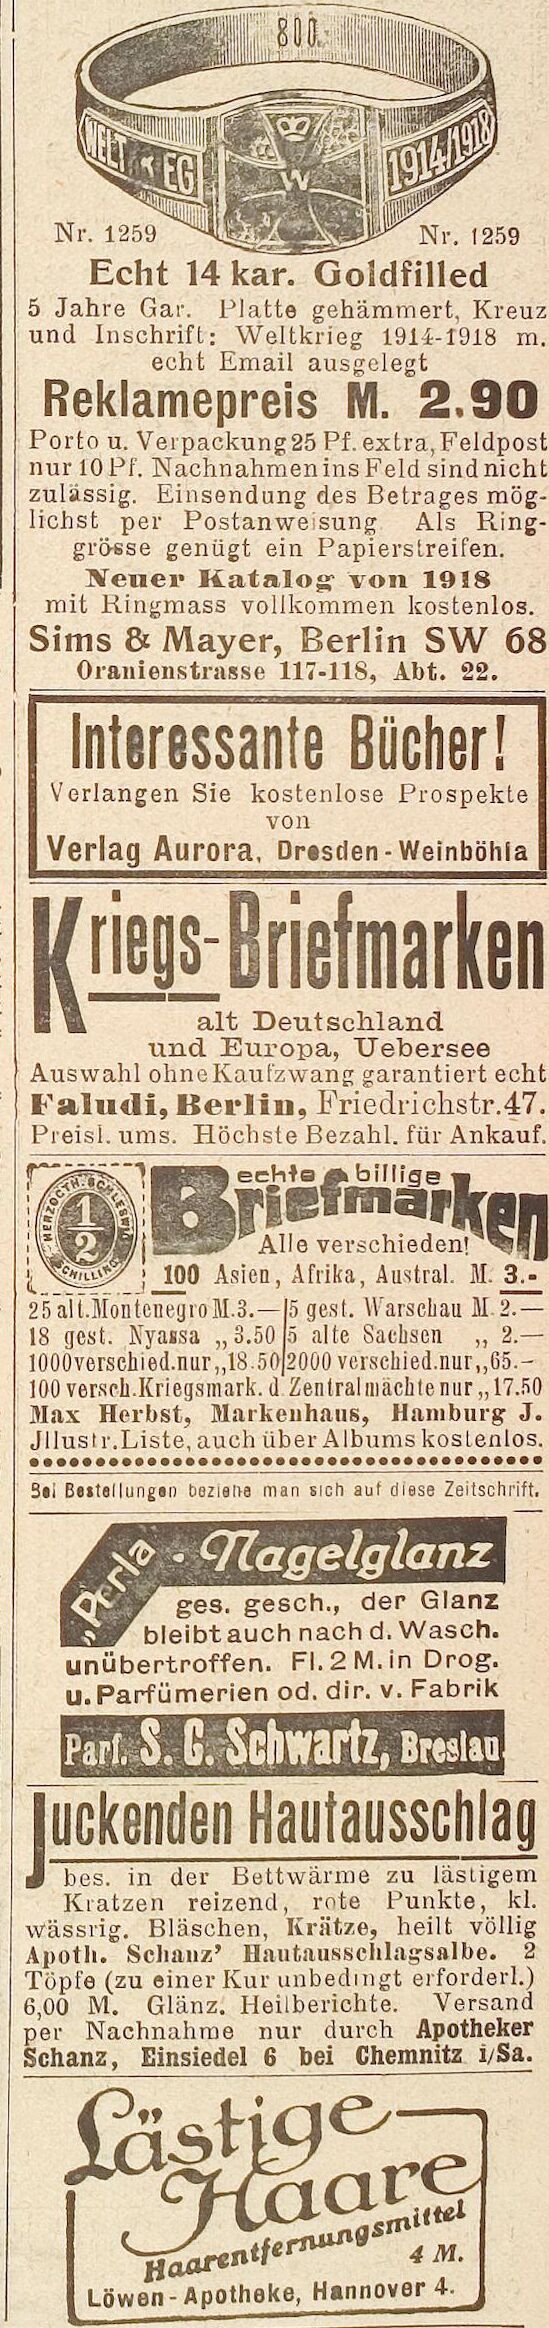 800.
WELTKRIEG
1914/1918
W
Nr. 1259
Nr. 1259
Echt 14 kar. Goldfilled
5 Jahre Gar. Platte gehämmert, Kreuz
und Inschrift: Weltkrieg 1914-1918 m.
echt Email ausgelegt
Reklamepreis M. 2.90
Porto u. Verpackung 25 Pf. extra, Feldpost
nur 10 Pf. Nachnahmen ins Feld sind nicht
zulässig. Einsendung des Betrages mög-
lichst per Postanweisung Als Ring-
grösse genügt ein Papierstreifen.
Neuer Katalog von 1918
mit Ringmass vollkommen kostenlos.
Sims & Mayer, Berlin SW 68
Oranienstrasse 117-118, Abt. 22.
Interessante Bücher!
Verlangen Sie kostenlose Prospekte
von
Verlag Aurora, Dresden-Weinböhla
Kriegs-Briefmarken
alt Deutschland
und Europa, Uebersee
Auswahl ohne Kaufzwang garantiert echt
Faludi, Berlin, Friedrichstr. 47.
Preisl. ums. Höchste Bezahl. für Ankauf.
HERZOGTH. SCHLESWIG
1/2
SCHILLING
echte billige
Briefmarken
Alle verschieden!
100 Asien, Afrika, Austral. M. 3.-
25 alt. Montenegro M. 3.— 5 gest. Warschau M. 2.—
18 gest. Nyassa „ 3.50 5 alte Sachsen „ 2.—
1000 verschied. nur „ 18.50 2000 verschied. nur „ 65.-
100 versch. Kriegsmark. d. Zentralmächte nur „ 17.50
Max Herbst, Markenhaus, Hamburg J.
Jllustr. Liste, auch über Albums kostenlos.
Bei Bestellungen beziehe man sich auf diese Zeitschrift.
„Perla - Nagelglanz
ges. gesch., der Glanz
bleibt auch nach d. Wasch.
unübertroffen. Fl. 2 M. in Drog.
u. Parfümerien od. dir. v. Fabrik
Parf. S. G. Schwartz, Breslau
Juckenden Hautausschlag
bes. in der Bettwärme zu lästigem
Kratzen reizend, rote Punkte, kl.
wässrig. Bläschen, Krätze, heilt völlig
Apoth. Schanz' Hautausschlagsalbe. 2
Töpfe (zu einer Kur unbedingt erforderl.)
6,00 M. Glänz. Heilberichte. Versand
per Nachnahme nur durch Apotheker
Schanz, Einsiedel 6 bei Chemnitz i/Sa.
Lästige
Haare
Haarentfernungsmittel
4 M.
Löwen-Apotheke, Hannover 4.